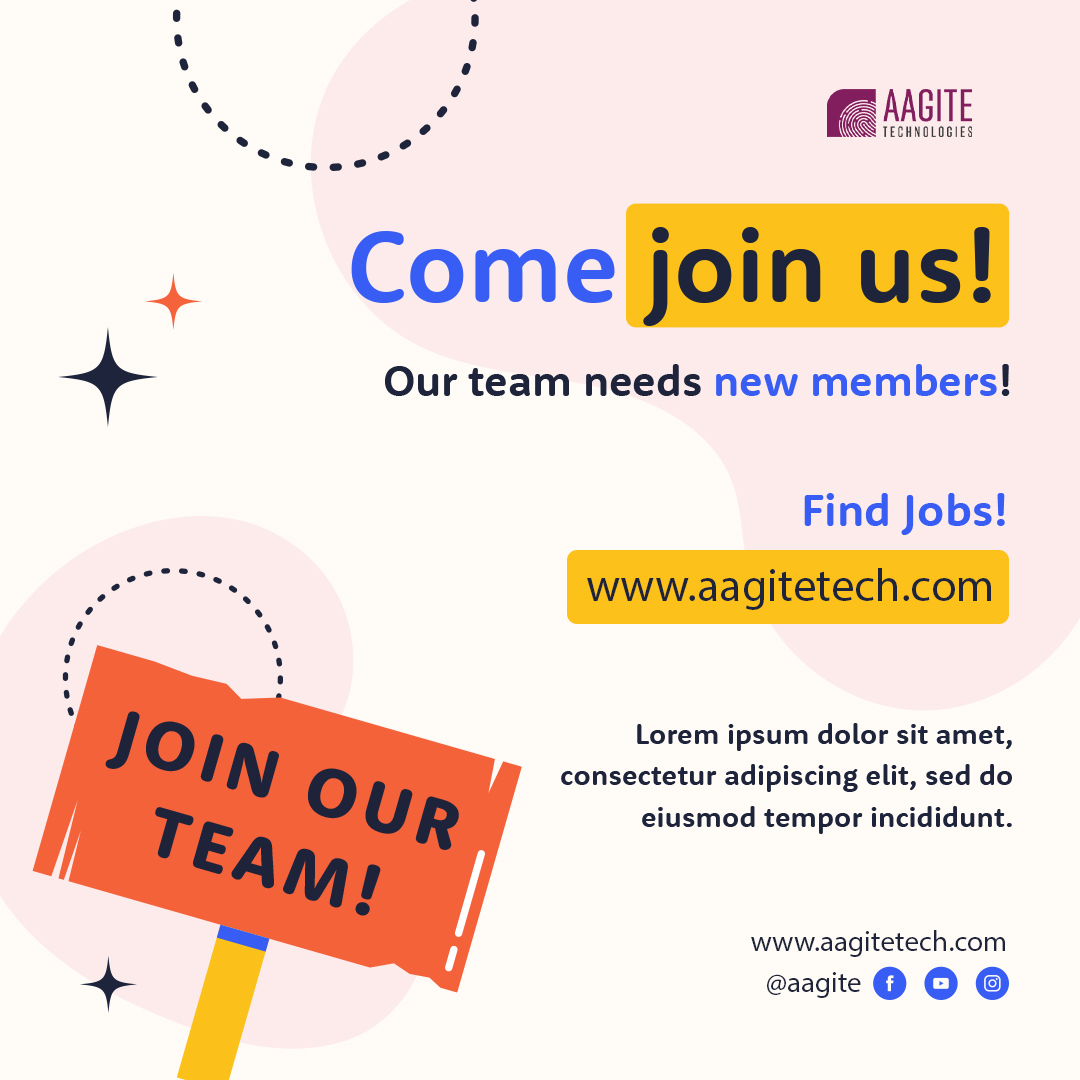 AAGITE
TECHNOLOGIES
Come join us!
Our team needs new members!
Find Jobs!
www.aagitetech.com
JOIN OUR
TEAM!
Lorem ipsum dolor sit amet,
consectetur adipiscing elit, sed do
eiusmod tempor incididunt.
www.aagitetech.com
@aagite